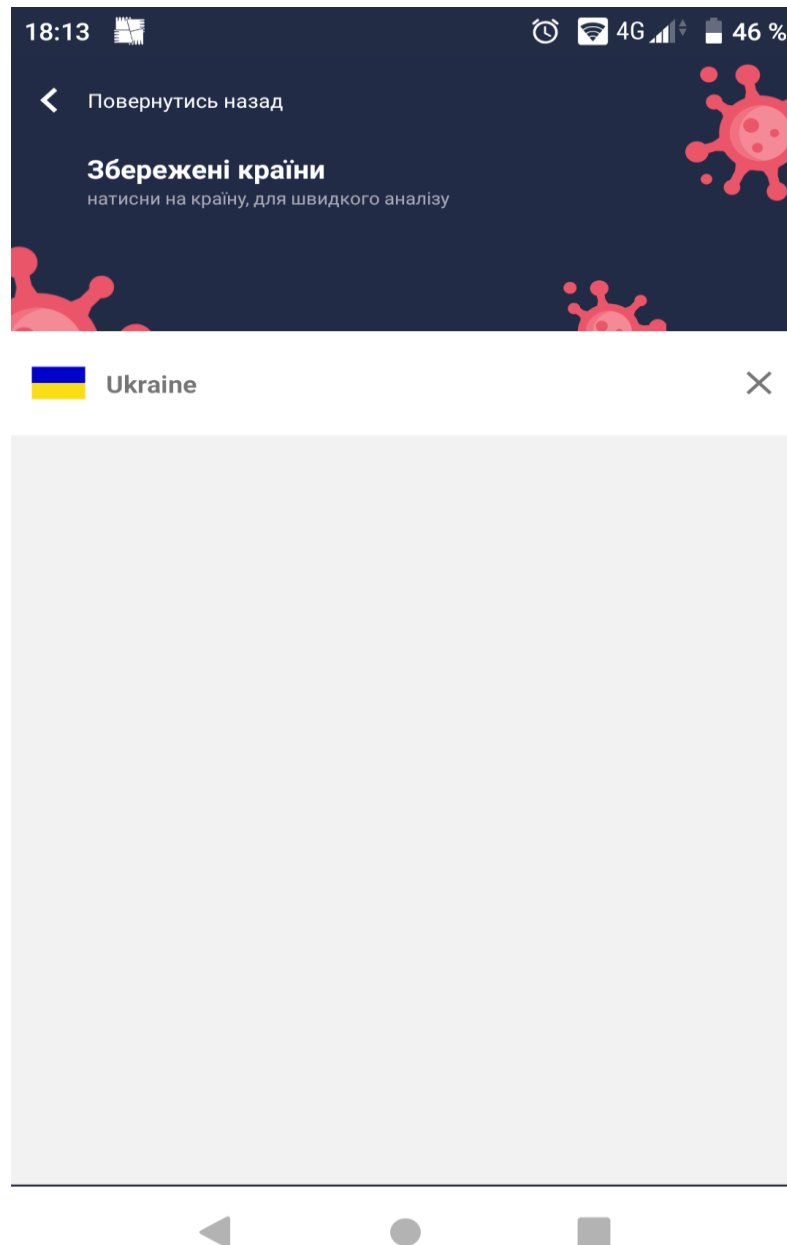 18:13 4G 46 %
Повернутись назад
Збережені країни
натисни на країну, для швидкого аналізу
Ukraine